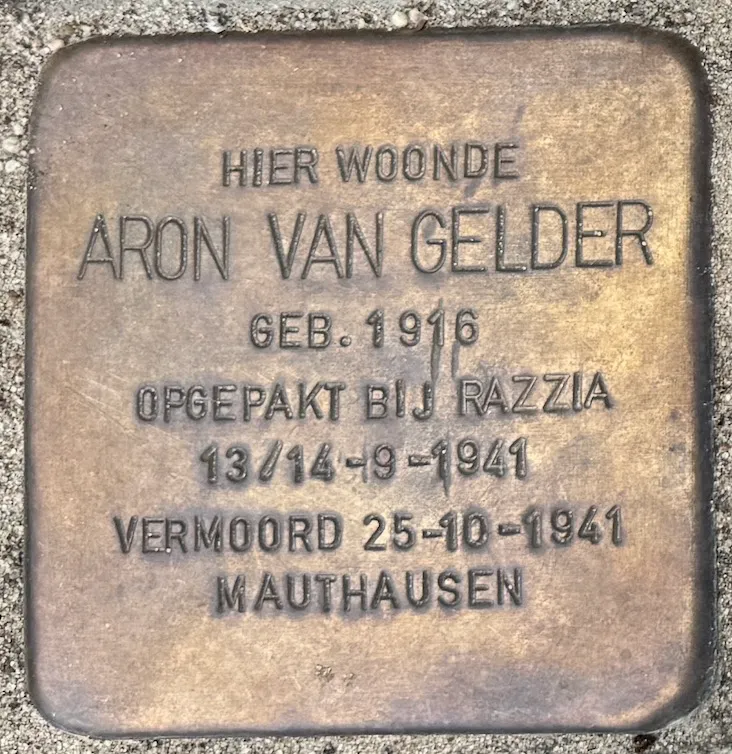 HIER WOONDE
ARON VAN GELDER
GEB. 1916
OPGEPAKT BIJ RAZZIA
13/14-9-1941
VERMOORD 25-10-1941
MAUTHAUSEN